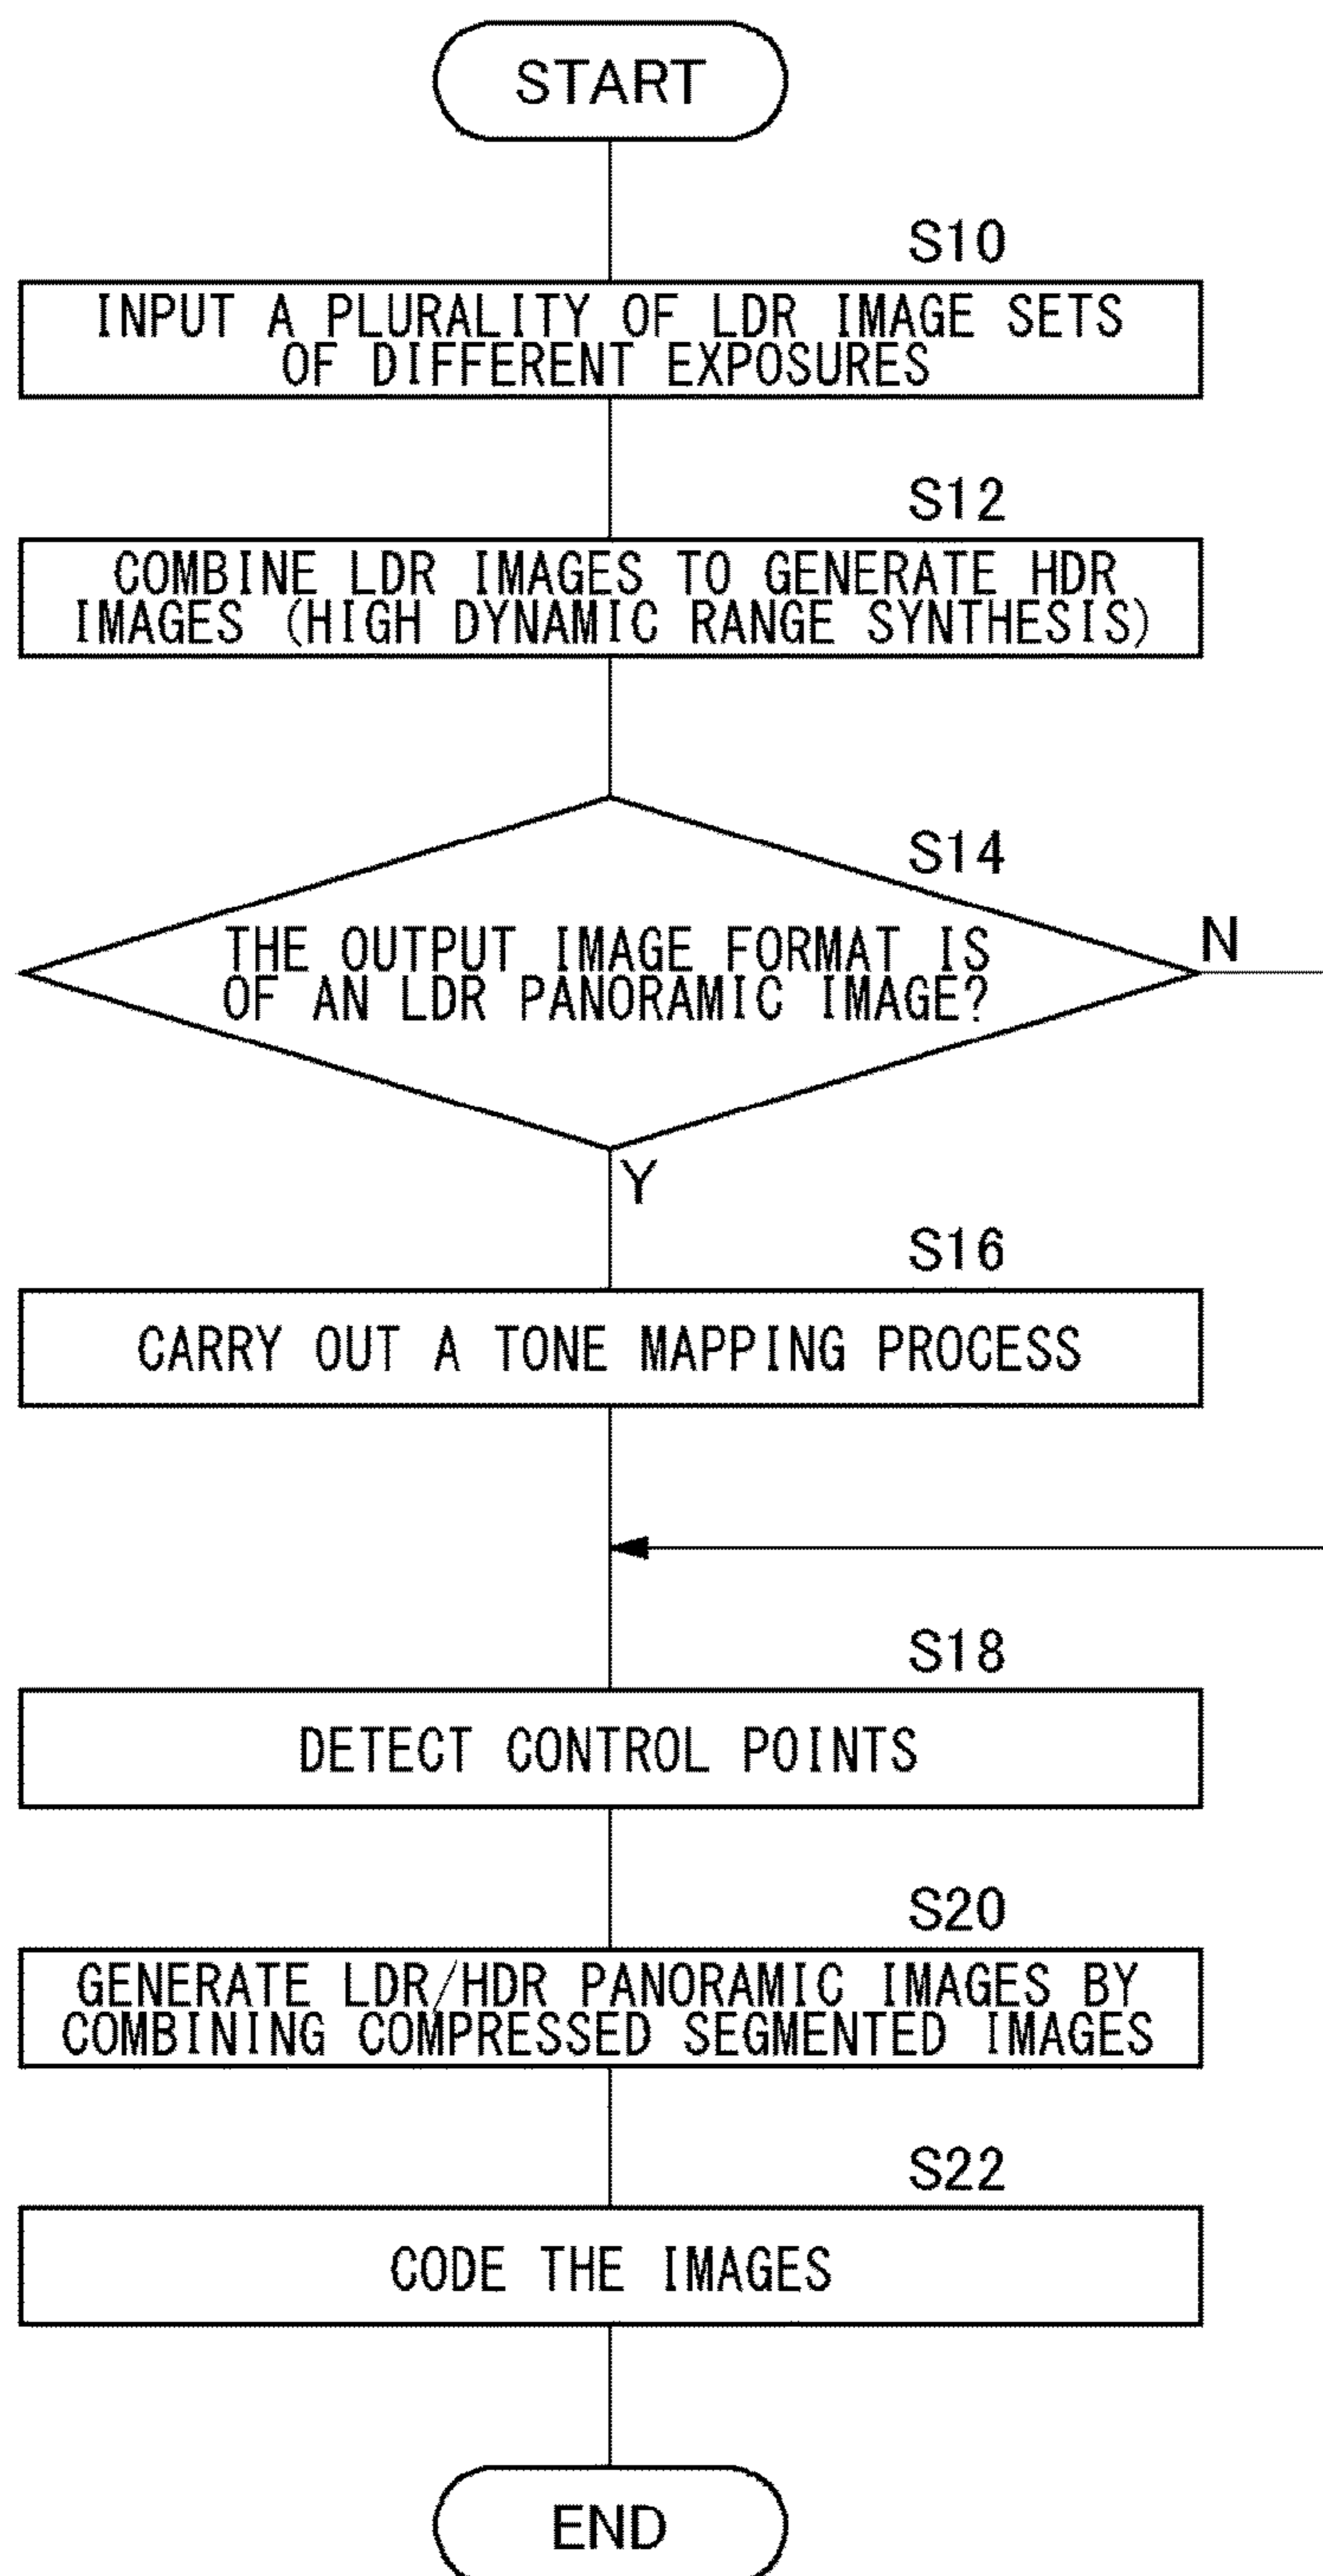 START
S10
INPUT A PLURALITY OF LDR IMAGE SETS
OF DIFFERENT EXPOSURES
S12
COMBINE LDR IMAGES TO GENERATE HDR
IMAGES (HIGH DYNAMIC RANGE SYNTHESIS)
S14
THE OUTPUT IMAGE FORMAT IS
OF AN LDR PANORAMIC IMAGE?
N
Y
S16
CARRY OUT A TONE MAPPING PROCESS
S18
DETECT CONTROL POINTS
S20
GENERATE LDR/HDR PANORAMIC IMAGES BY
COMBINING COMPRESSED SEGMENTED IMAGES
S22
CODE THE IMAGES
END